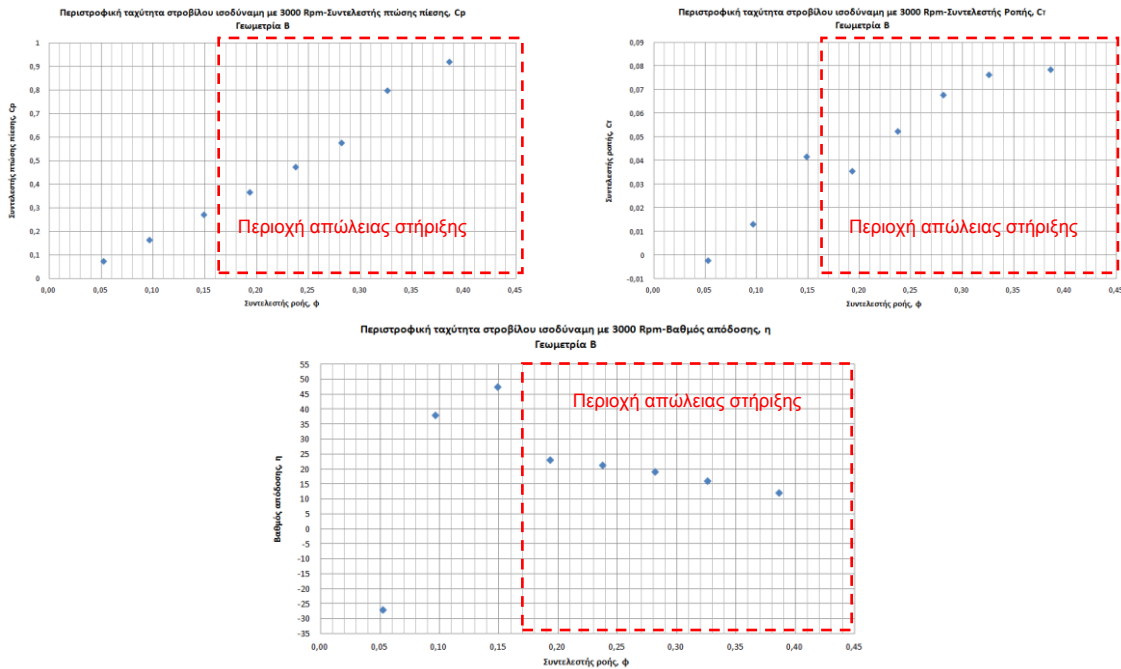 Περιστροφική ταχύτητα στροβίλου ισοδύναμη με 3000 Rpm-Συντελεστής πτώσης πίεσης, Cp
Γεωμετρία Β
Συντελεστής πτώσης πίεσης, Cp
1
0,9
0,8
0,7
0,6
0,5
0,4
0,3
0,2
0,1
0
Περιοχή απώλειας στήριξης
0,00 0,05 0,10 0,15 0,20 0,25 0,30 0,35 0,40 0,45
Συντελεστής ροής, φ
Περιστροφική ταχύτητα στροβίλου ισοδύναμη με 3000 Rpm-Συντελεστής Ροπής, Cτ
Γεωμετρία Β
Συντελεστής ροπής, Cτ
0,09
0,08
0,07
0,06
0,05
0,04
0,03
0,02
0,01
0
-0,01
Περιοχή απώλειας στήριξης
0,00 0,05 0,10 0,15 0,20 0,25 0,30 0,35 0,40 0,45
Συντελεστής ροής, φ
Περιστροφική ταχύτητα στροβίλου ισοδύναμη με 3000 Rpm-Βαθμός απόδοσης, η
Γεωμετρία Β
Βαθμός απόδοσης, η
55
50
45
40
35
30
25
20
15
10
5
0
-5
-10
-15
-20
-25
-30
-35
Περιοχή απώλειας στήριξης
0,00 0,05 0,10 0,15 0,20 0,25 0,30 0,35 0,40 0,45
Συντελεστής ροής, φ